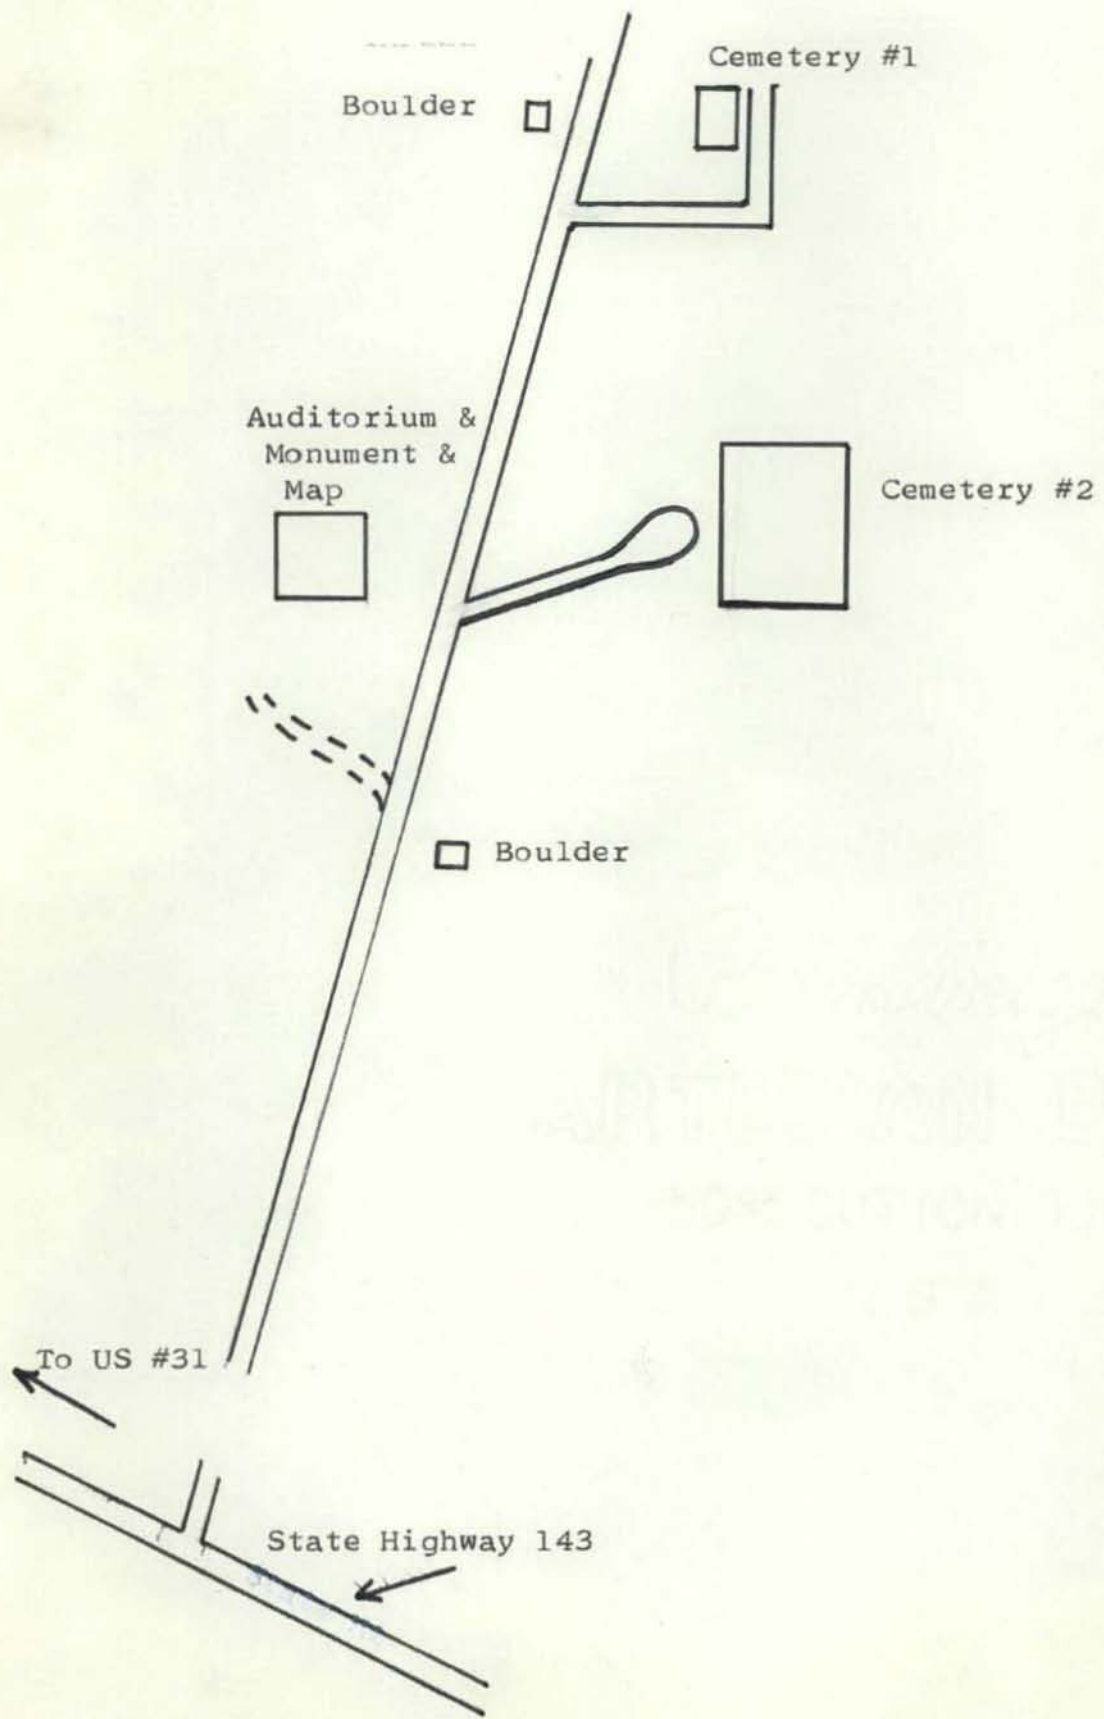 Cemetery #1
Boulder
Auditorium &
Monument &
Map
Cemetery #2
Boulder
To US #31
State Highway 143